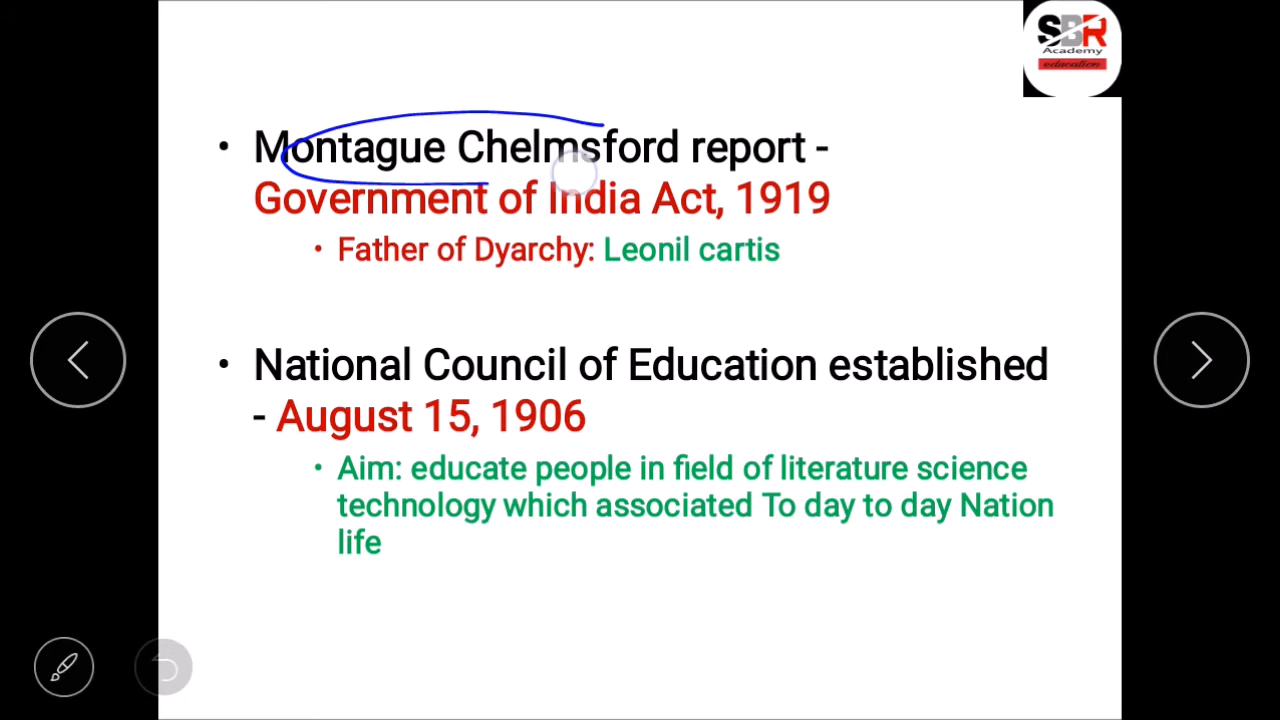 SBR
Academy
education
• Montague Chelmsford report -
Government of India Act, 1919
• Father of Dyarchy: Leonil cartis
• National Council of Education established
- August 15, 1906
• Aim: educate people in field of literature science
technology which associated To day to day Nation
life